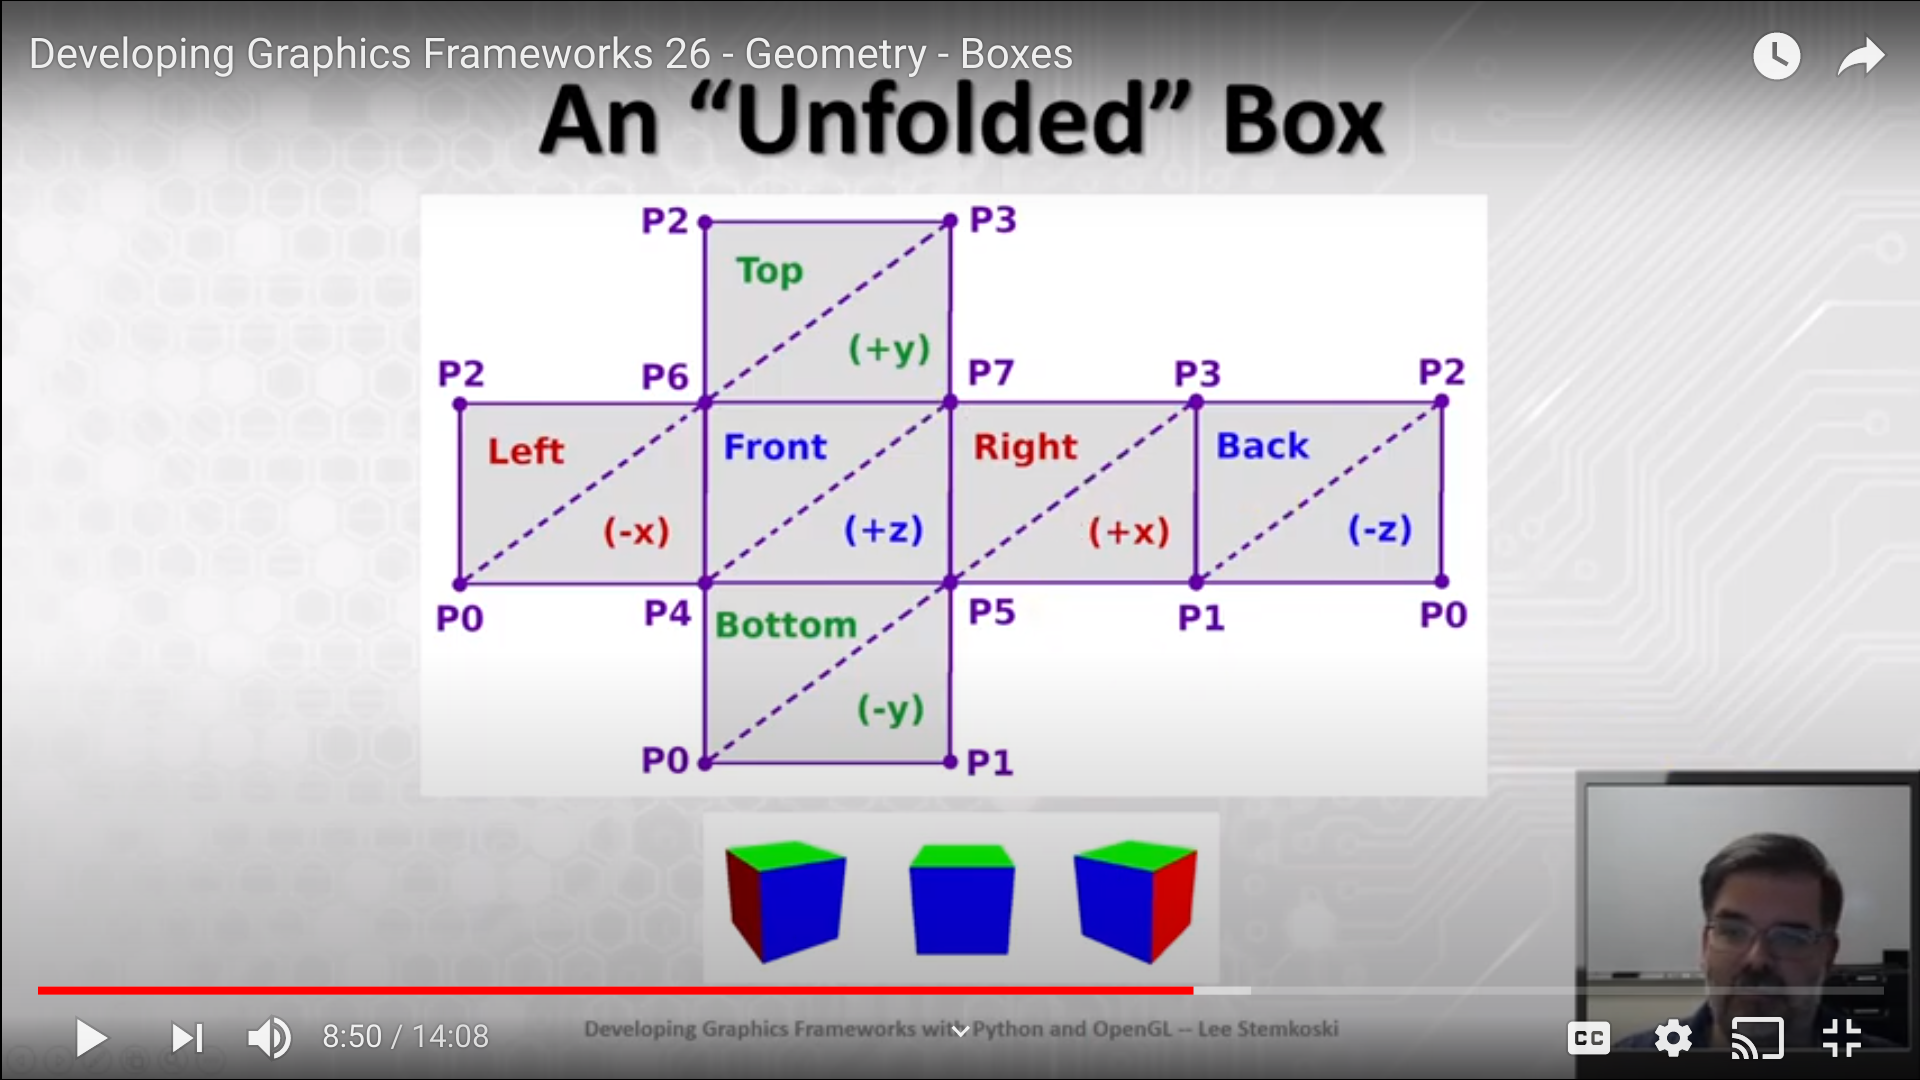 Developing Graphics Frameworks 26 - Geometry - Boxes
An “Unfolded” Box
P2 P3
Top
(+y)
P2 P6 P7 P3 P2
Left Front Right Back
(-x) (+z) (+x) (-z)
P0 P4 P5 P1 P0
Bottom
(-y)
P0 P1
8:50 / 14:08
Developing Graphics Frameworks with Python and OpenGL -- Lee Stemkoski
CC